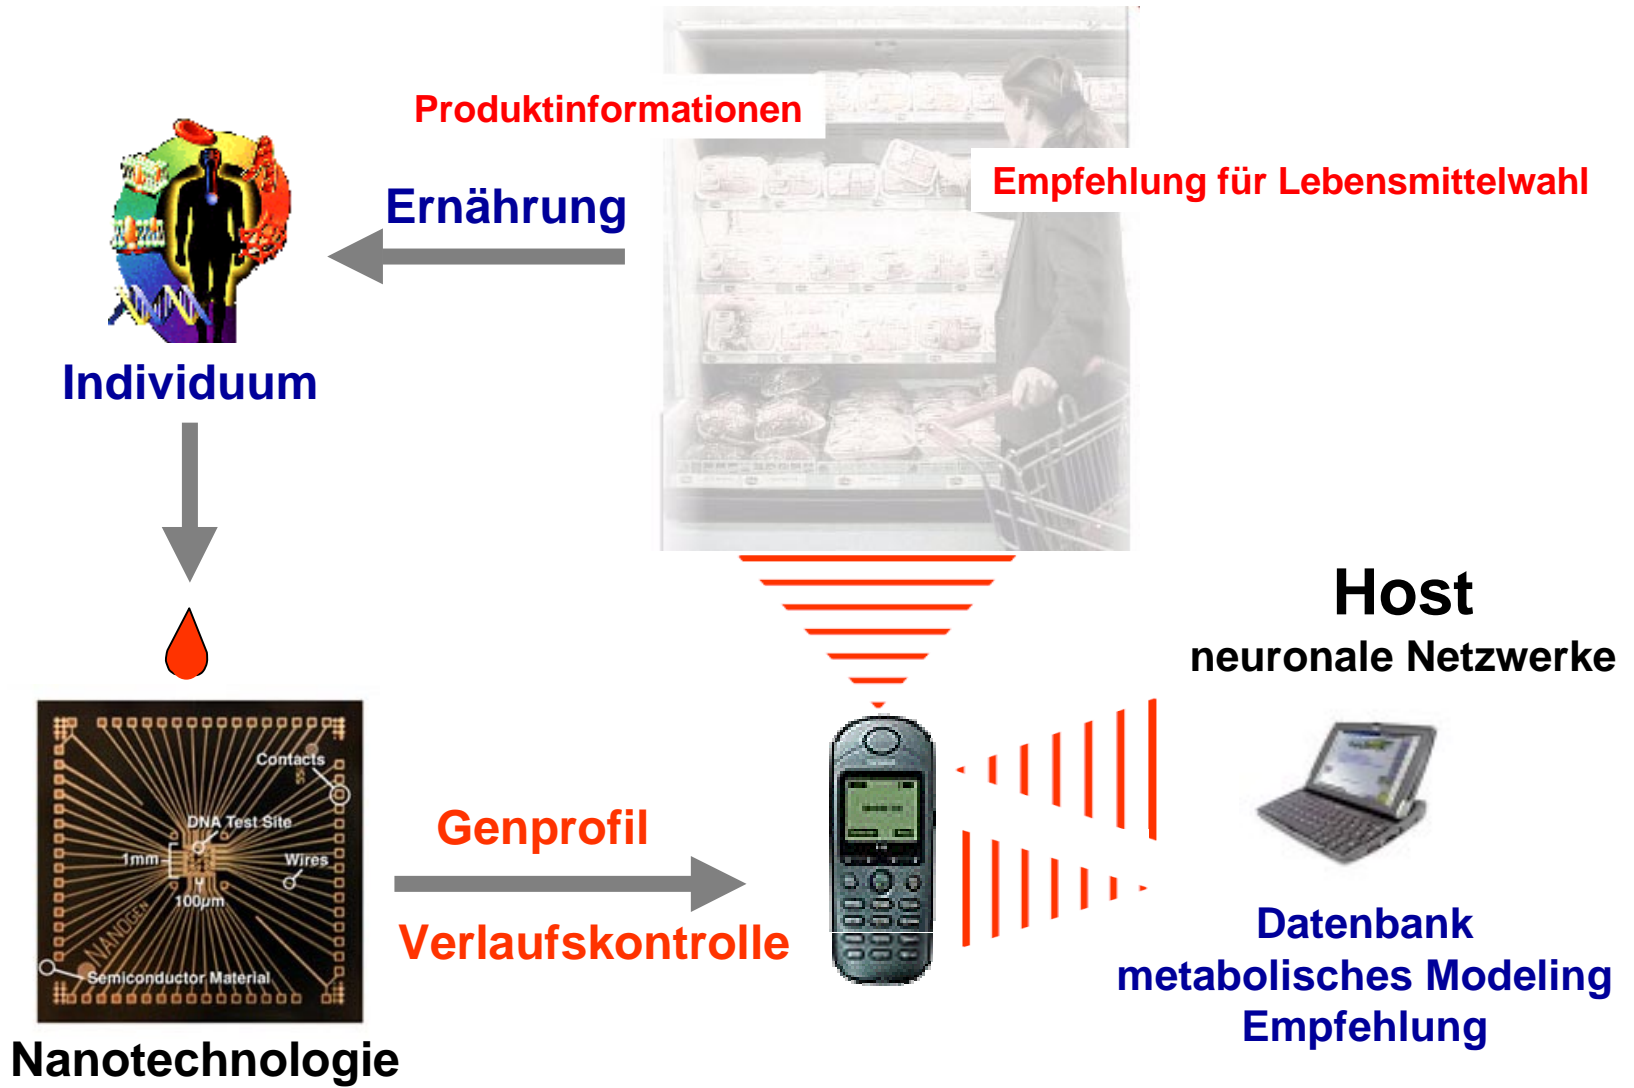 Produktinformationen
Empfehlung für Lebensmittelwahl
Ernährung
Individuum
Host
neuronale Netzwerke
Contacts
DNA Test Site
1mm
Wires
100µm
NANOGEN
Semiconductor Material
Genprofil
Verlaufskontrolle
Datenbank
metabolisches Modeling
Empfehlung
Nanotechnologie